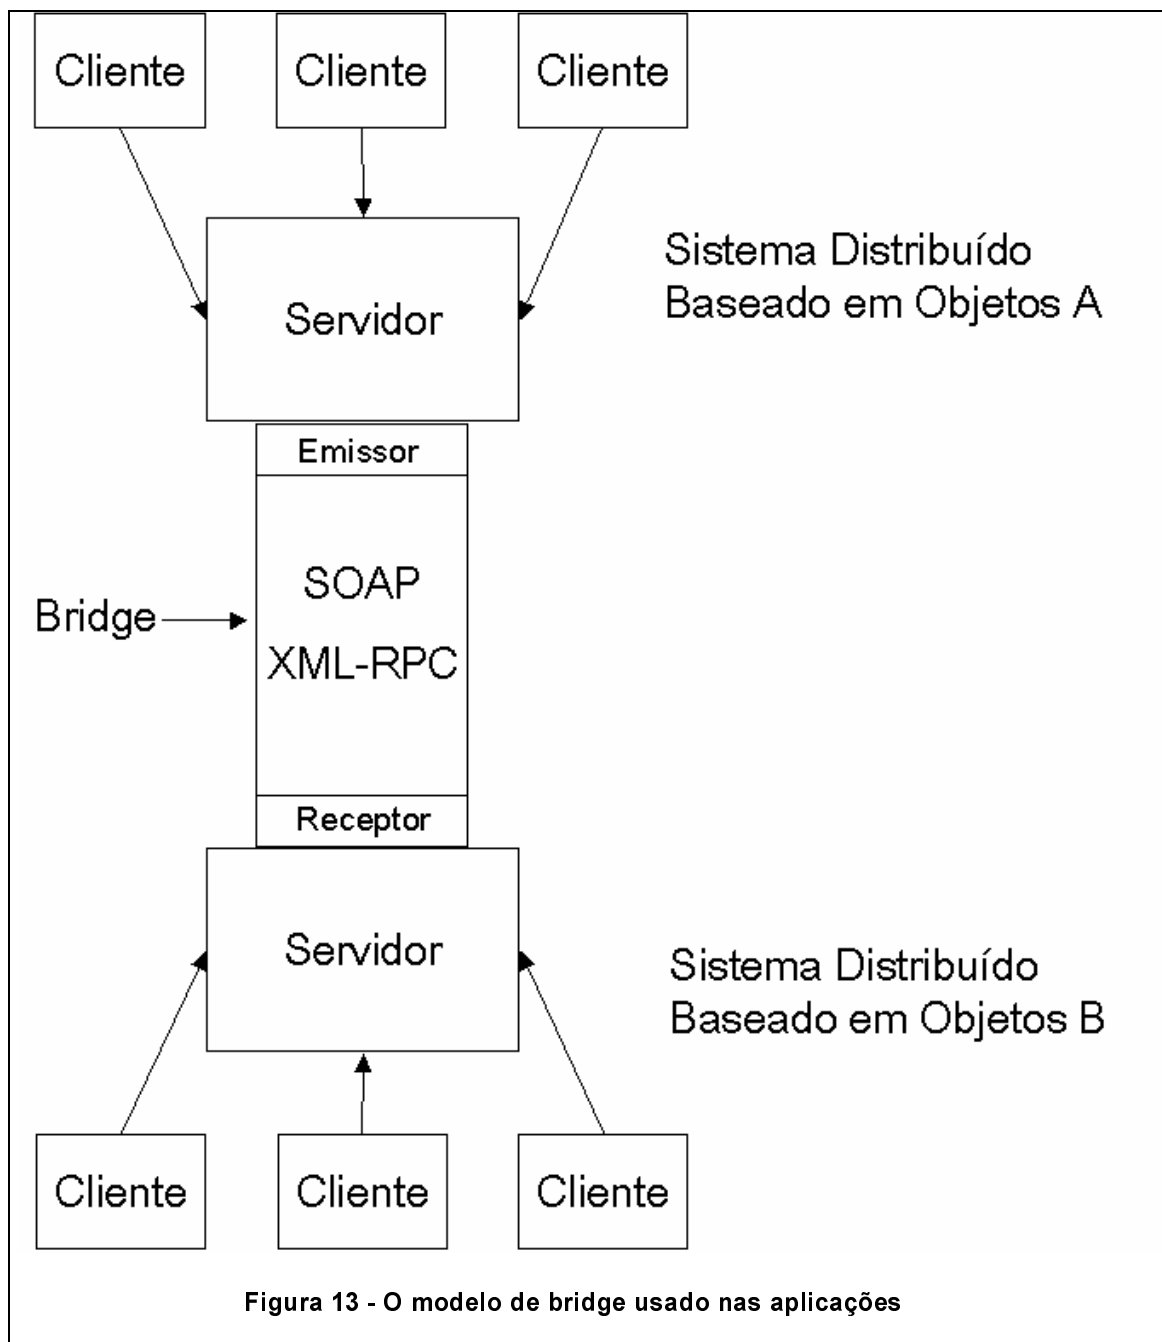 Cliente
Cliente
Cliente
Servidor
Sistema Distribuído
Baseado em Objetos A
Emissor
SOAP
XML-RPC
Bridge
Receptor
Servidor
Sistema Distribuído
Baseado em Objetos B
Cliente
Cliente
Cliente
Figura 13 - O modelo de bridge usado nas aplicações